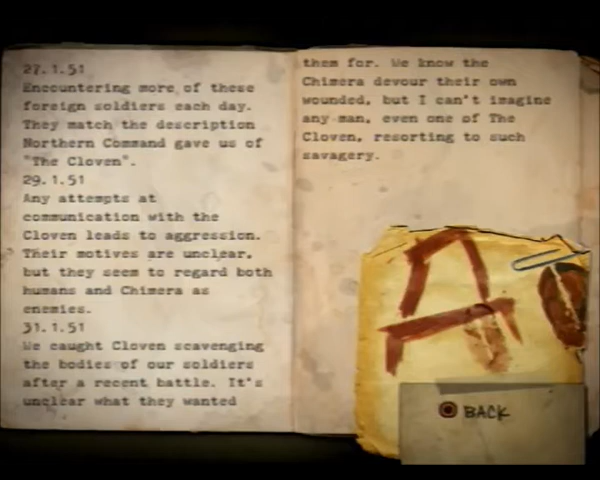 27.1.51
Encountering more of these
foreign soldiers each day.
They match the description
Northern Command gave us of
"The Cloven".
29.1.51
Any attempts at
communication with the
Cloven leads to aggression.
Their motives are unclear,
but they seem to regard both
humans and Chimera as
enemies.
31.1.51
We caught Cloven scavenging
the bodies of our soldiers
after a recent battle. It's
unclear what they wanted
them for. We know the
Chimera devour their own
wounded, but I can't imagine
any man, even one of The
Cloven, resorting to such
savagery.
BACK